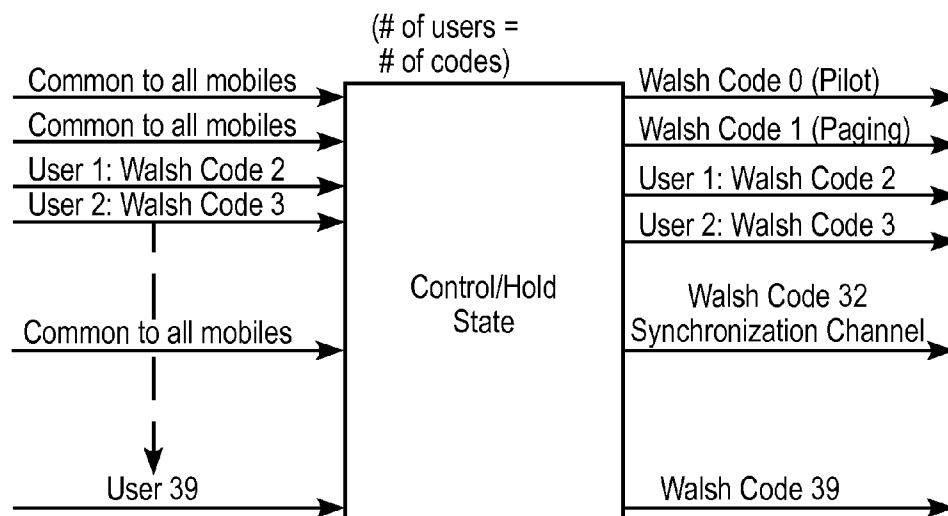 (# of users =
# of codes)
Common to all mobiles
Common to all mobiles
User 1: Walsh Code 2
User 2: Walsh Code 3
Common to all mobiles
User 39
Control/Hold
State
Walsh Code 0 (Pilot)
Walsh Code 1 (Paging)
User 1: Walsh Code 2
User 2: Walsh Code 3
Walsh Code 32
Synchronization Channel
Walsh Code 39